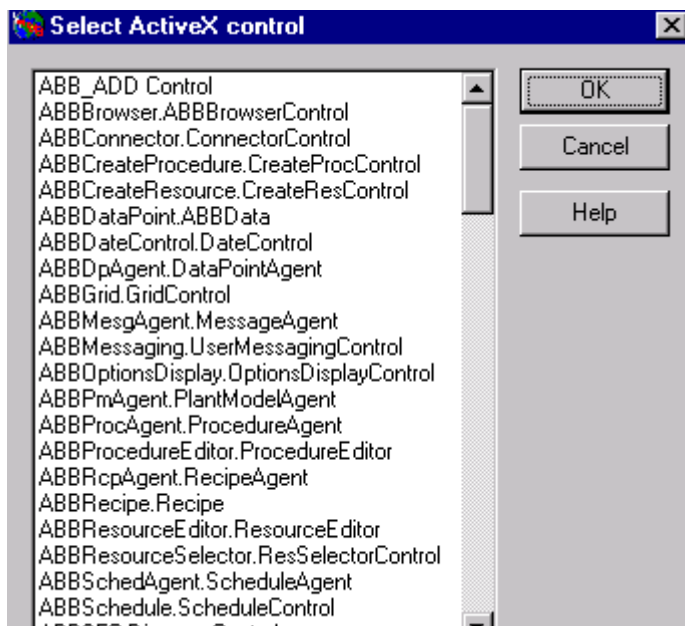 Select ActiveX control
ABB_ADD Control
ABBBrowser.ABBBrowserControl
ABBConnector.ConnectorControl
ABBCreateProcedure.CreateProcControl
ABBCreateResource.CreateResControl
ABBDataPoint.ABBData
ABBDateControl.DateControl
ABBDpAgent.DataPointAgent
ABBGrid.GridControl
ABBMesgAgent.MessageAgent
ABBMessaging.UserMessagingControl
ABBOptionsDisplay.OptionsDisplayControl
ABBPmAgent.PlantModelAgent
ABBProcAgent.ProcedureAgent
ABBProcedureEditor.ProcedureEditor
ABBRcpAgent.RecipeAgent
ABBRecipe.Recipe
ABBResourceEditor.ResourceEditor
ABBResourceSelector.ResSelectorControl
ABBSchedAgent.ScheduleAgent
ABBSchedule.ScheduleControl
OK
Cancel
Help